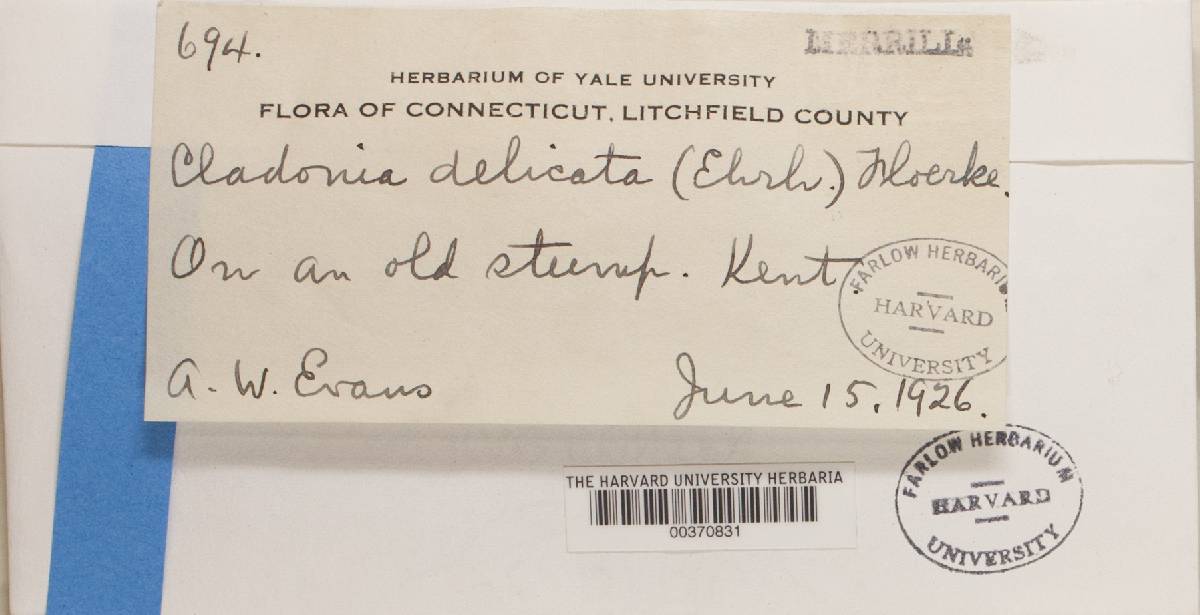 694.
MERRILL
HERBARIUM OF YALE UNIVERSITY
FLORA OF CONNECTICUT, LITCHFIELD COUNTY
Cladonia delicata (Ehrh.) Floerke.
On an old stump. Kent
FARLOW HERBARIUM
HARVARD
UNIVERSITY
A. W. Evans
June 15, 1926.
FARLOW HERBARIUM
HARVARD
UNIVERSITY
THE HARVARD UNIVERSITY HERBARIA
00370831